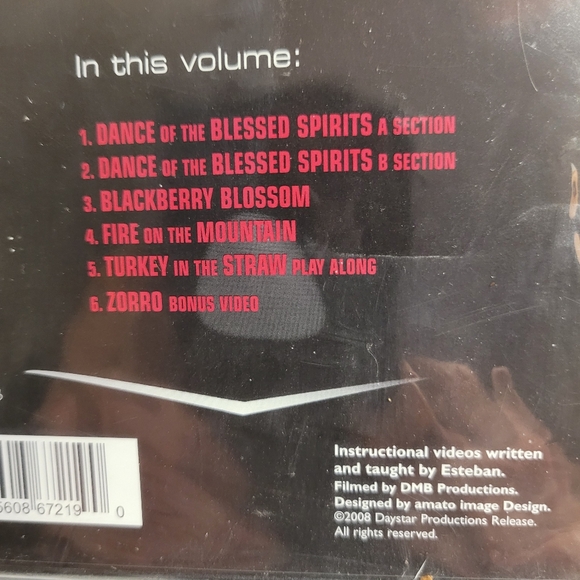 In this volume:
1. DANCE OF THE BLESSED SPIRITS A SECTION
2. DANCE OF THE BLESSED SPIRITS B SECTION
3. BLACKBERRY BLOSSOM
4. FIRE ON THE MOUNTAIN
5. TURKEY IN THE STRAW PLAY ALONG
6. ZORRO BONUS VIDEO
Instructional videos written
and taught by Esteban.
Filmed by DMB Productions.
Designed by amato image Design.
©2008 Daystar Productions Release.
All rights reserved.
5608 67219 0